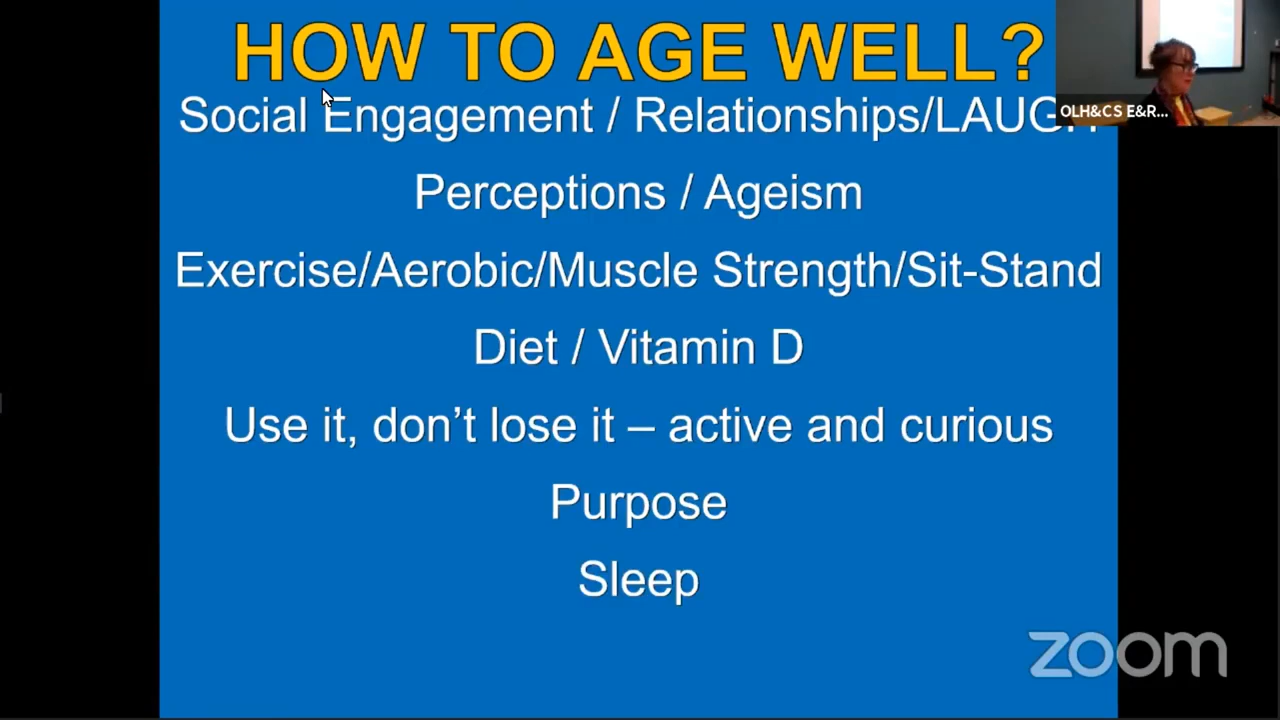 HOW TO AGE WELL?
Social Engagement / Relationships/LAUGH
OLH&CS E&R...
Perceptions / Ageism
Exercise/Aerobic/Muscle Strength/Sit-Stand
Diet / Vitamin D
Use it, don’t lose it – active and curious
Purpose
Sleep
zoom